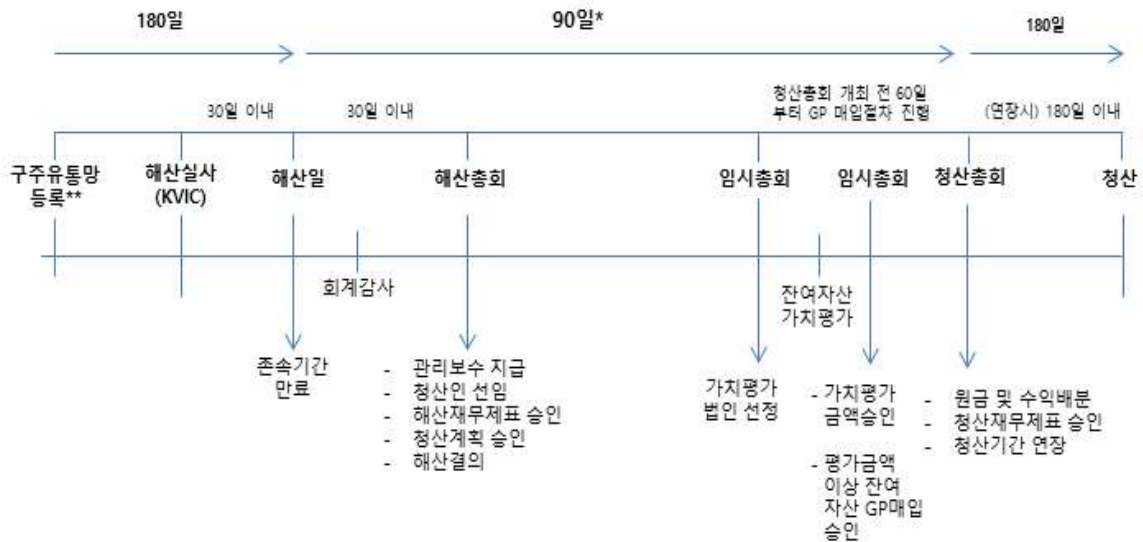 180일
90일*
180일
30일 이내
30일 이내
청산총회 개최 전 60일
부터 GP 매입절차 진행
(연장시) 180일 이내
구주유통망
등록**
해산실사
(KVIC)
해산일
해산총회
임시총회
임시총회
청산총회
청산
회계감사
잔여자산
가치평가
존속기간
만료
- 관리보수 지급
- 청산인 선임
- 해산재무제표 승인
- 청산계획 승인
- 해산결의
가치평가
법인 선정
- 가치평가
금액승인
- 평가금액
이상 잔여
자산 GP매입
승인
- 원금 및 수익배분
- 청산재무제표 승인
- 청산기간 연장